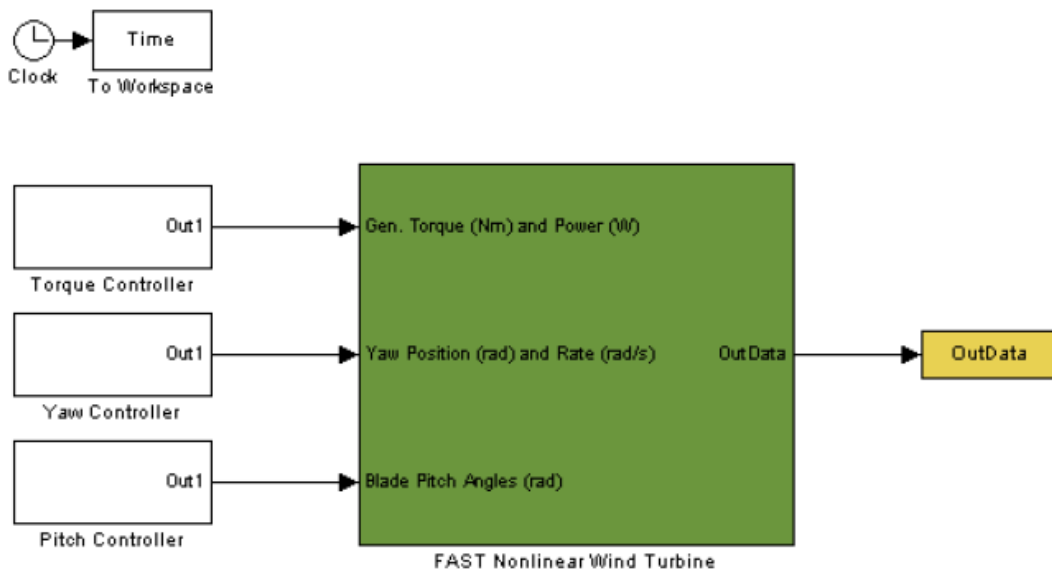 Time
Clock
To Workspace
Out1
Gen. Torque (Nm) and Power (W)
Torque Controller
Out1
Yaw Position (rad) and Rate (rad/s)
OutData
OutData
Yaw Controller
Out1
Blade Pitch Angles (rad)
Pitch Controller
FAST Nonlinear Wind Turbine